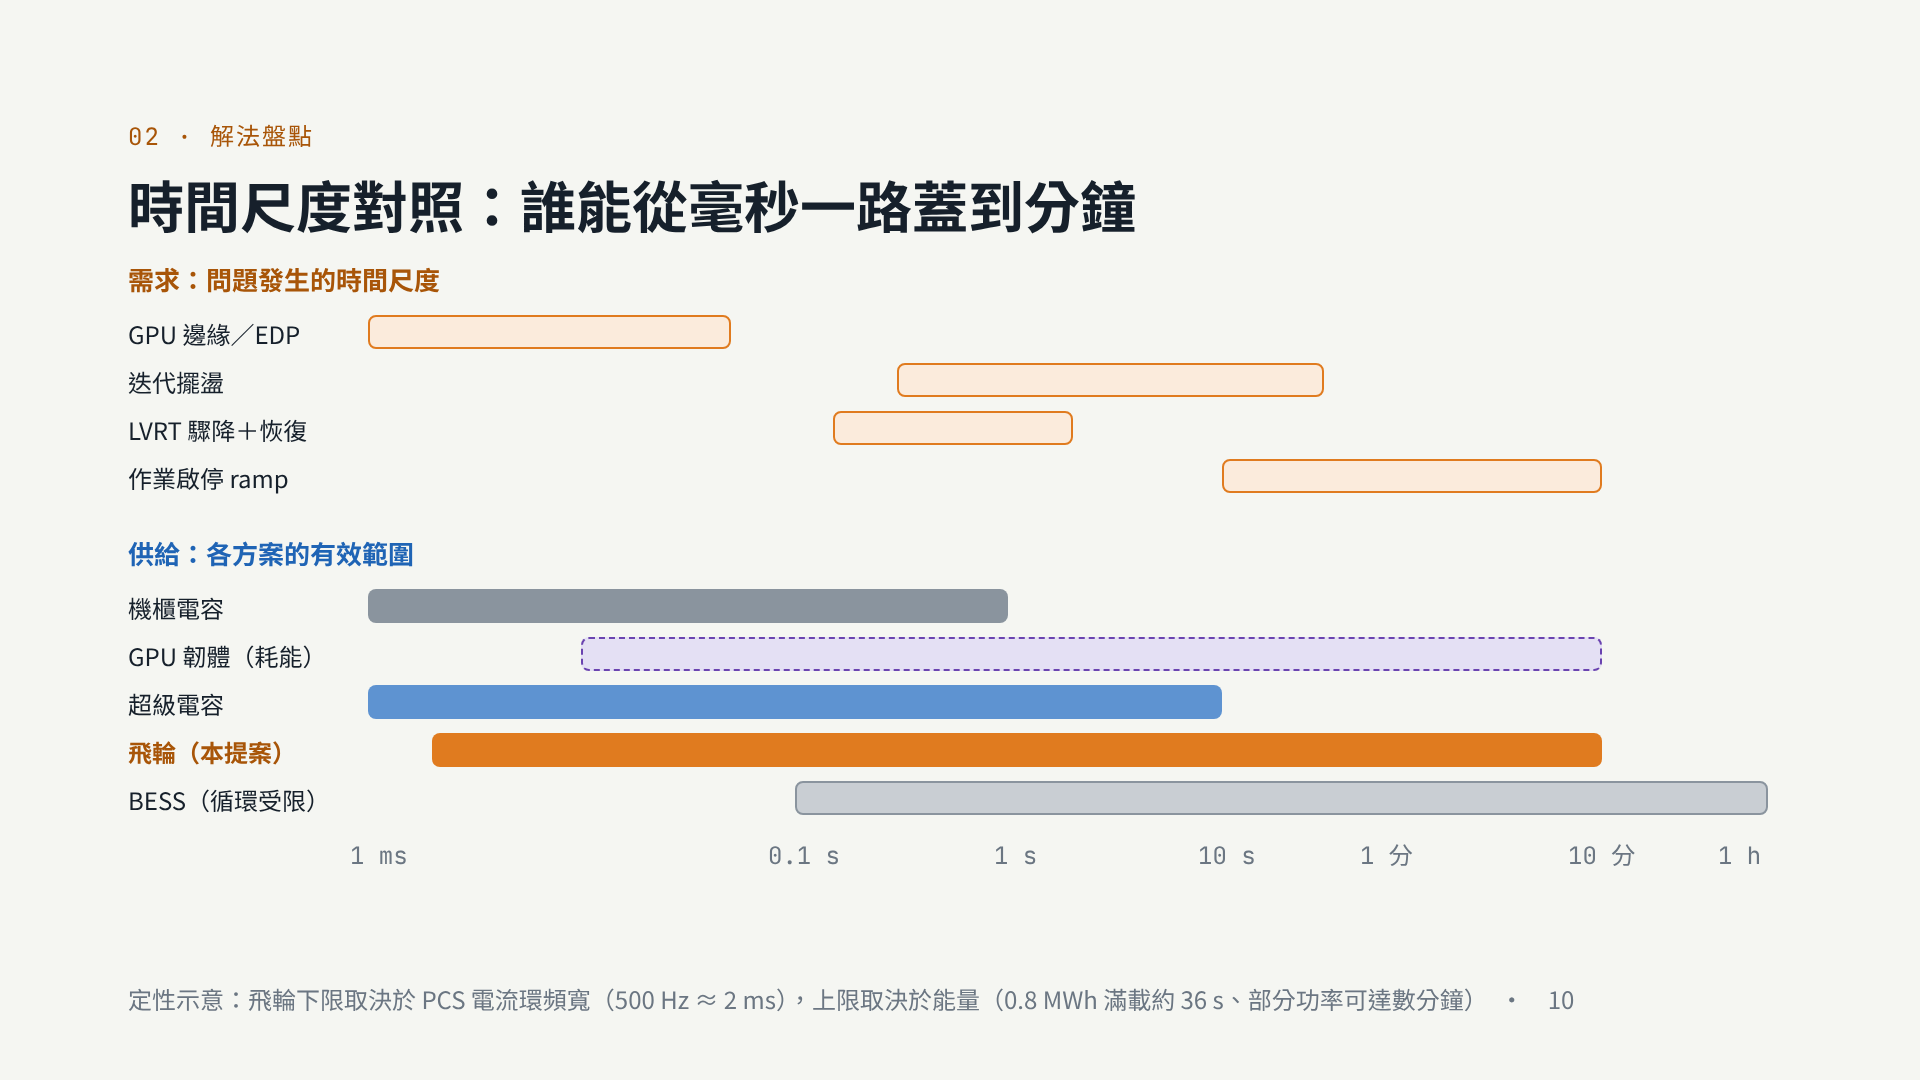 02 · 解法盤點
時間尺度對照：誰能從毫秒一路蓋到分鐘
需求：問題發生的時間尺度
GPU 邊緣／EDP
迭代擺盪
LVRT 驟降＋恢復
作業啟停 ramp
供給：各方案的有效範圍
機櫃電容
GPU 韌體（耗能）
超級電容
飛輪（本提案）
BESS（循環受限）
1 ms 0.1 s 1 s 10 s 1 分 10 分 1 h
定性示意：飛輪下限取決於 PCS 電流環頻寬（500 Hz ≈ 2 ms），上限取決於能量（0.8 MWh 滿載約 36 s、部分功率可達數分鐘） • 10